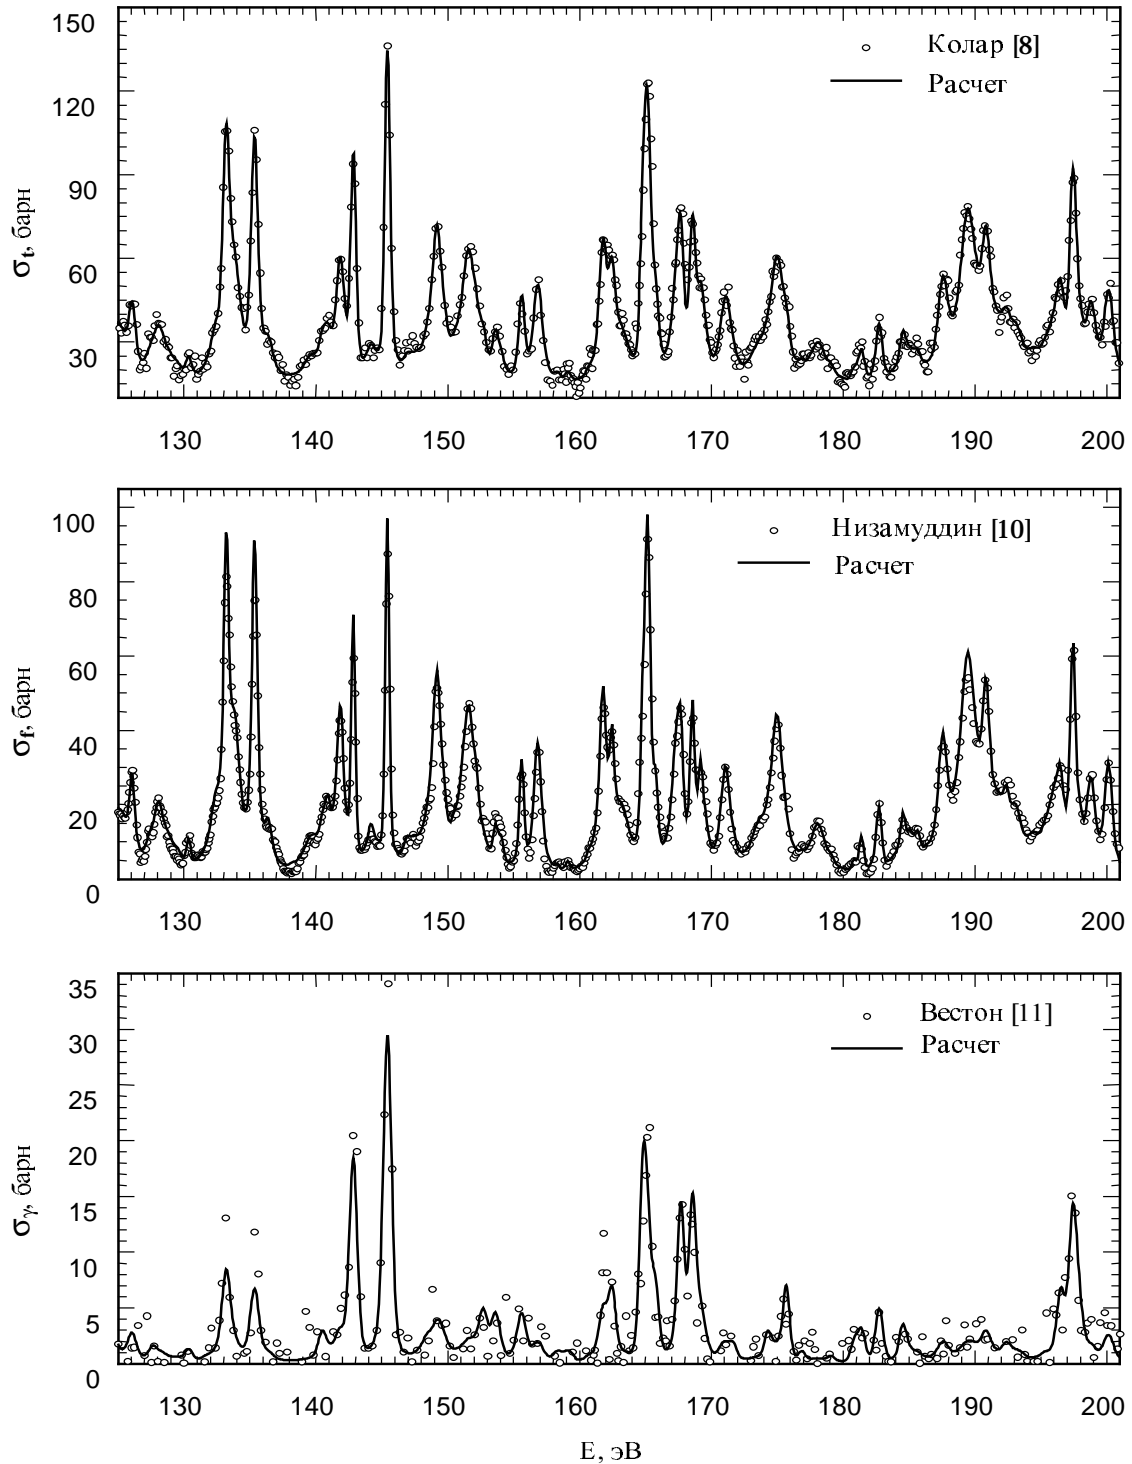 150
120
90
60
30
σt, барн
Колар [8]
Расчет
130 140 150 160 170 180 190 200
100
80
60
40
20
0
σf, барн
Низамуддин [10]
Расчет
130 140 150 160 170 180 190 200
35
30
25
20
15
10
5
0
σγ, барн
Вестон [11]
Расчет
130 140 150 160 170 180 190 200
E, эВ